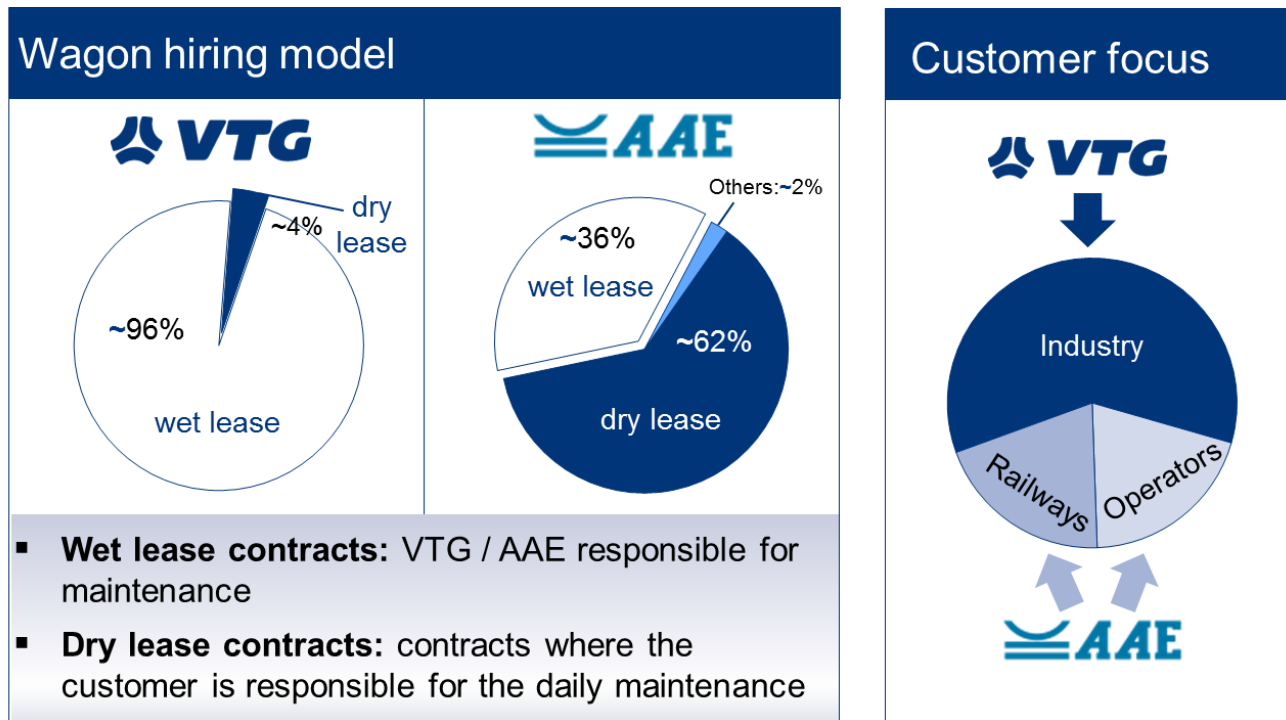 Wagon hiring model
VTG
dry
lease
~4%
~96%
wet lease
AAE
Others:~2%
~36%
wet lease
~62%
dry lease
▪ Wet lease contracts: VTG / AAE responsible for
maintenance
▪ Dry lease contracts: contracts where the
customer is responsible for the daily maintenance
Customer focus
VTG
Industry
Railways
Operators
AAE